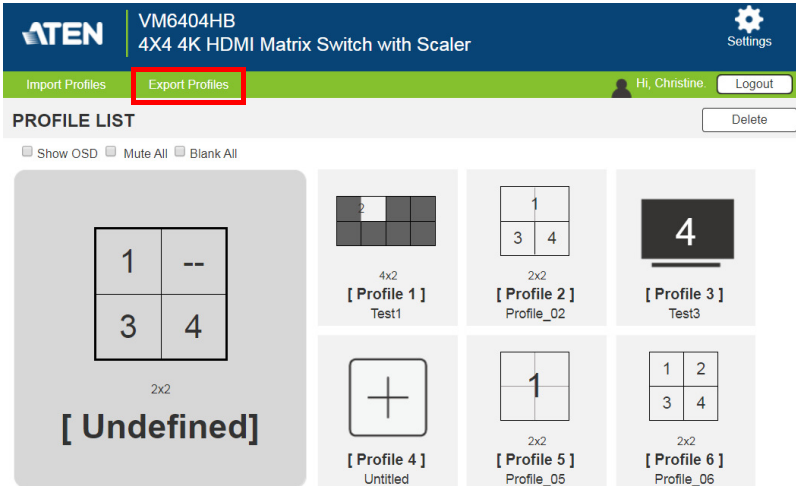 ATEN
VM6404HB
4X4 4K HDMI Matrix Switch with Scaler
Settings
Import Profiles
Export Profiles
Hi, Christine.
Logout
PROFILE LIST
Delete
Show OSD
Mute All
Blank All
1 --
3 4
2x2
[ Undefined]
2
4x2
[ Profile 1 ]
Test1
1
3 4
2x2
[ Profile 2 ]
Profile_02
4
[ Profile 3 ]
Test3
[ Profile 4 ]
Untitled
1
2x2
[ Profile 5 ]
Profile_05
1 2
3 4
2x2
[ Profile 6 ]
Profile_06